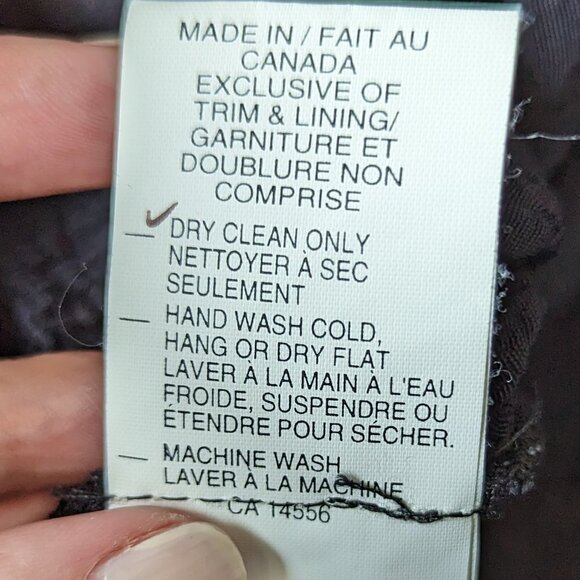 MADE IN / FAIT AU
CANADA
EXCLUSIVE OF
TRIM & LINING/
GARNITURE ET
DOUBLURE NON
COMPRISE
✓ DRY CLEAN ONLY
NETTOYER À SEC
SEULEMENT
_ HAND WASH COLD,
HANG OR DRY FLAT
LAVER À LA MAIN À L'EAU
FROIDE, SUSPENDRE OU
ÉTENDRE POUR SÉCHER.
_ MACHINE WASH
LAVER À LA MACHINE
CA 14556